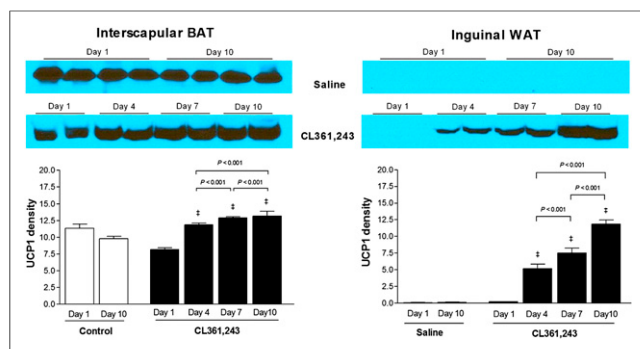 Interscapular BAT
Inguinal WAT
Day 1 Day 10
Day 1 Day 10
Saline
Day 1 Day 4 Day 7 Day 10
Day 1 Day 4 Day 7 Day 10
CL361,243
P < 0.001
P < 0.001 P < 0.001
P < 0.001
P < 0.001
P < 0.001
UCP1 density
17.5
15.0
12.5
10.0
7.5
5.0
2.5
0.0
‡ ‡ ‡
Day 1 Day 10 Day 1 Day 4 Day 7 Day10
Control CL361,243
UCP1 density
17.5
15.0
12.5
10.0
7.5
5.0
2.5
0.0
‡ ‡ ‡
Day 1 Day 10 Day 1 Day 4 Day 7 Day10
Saline CL361,243